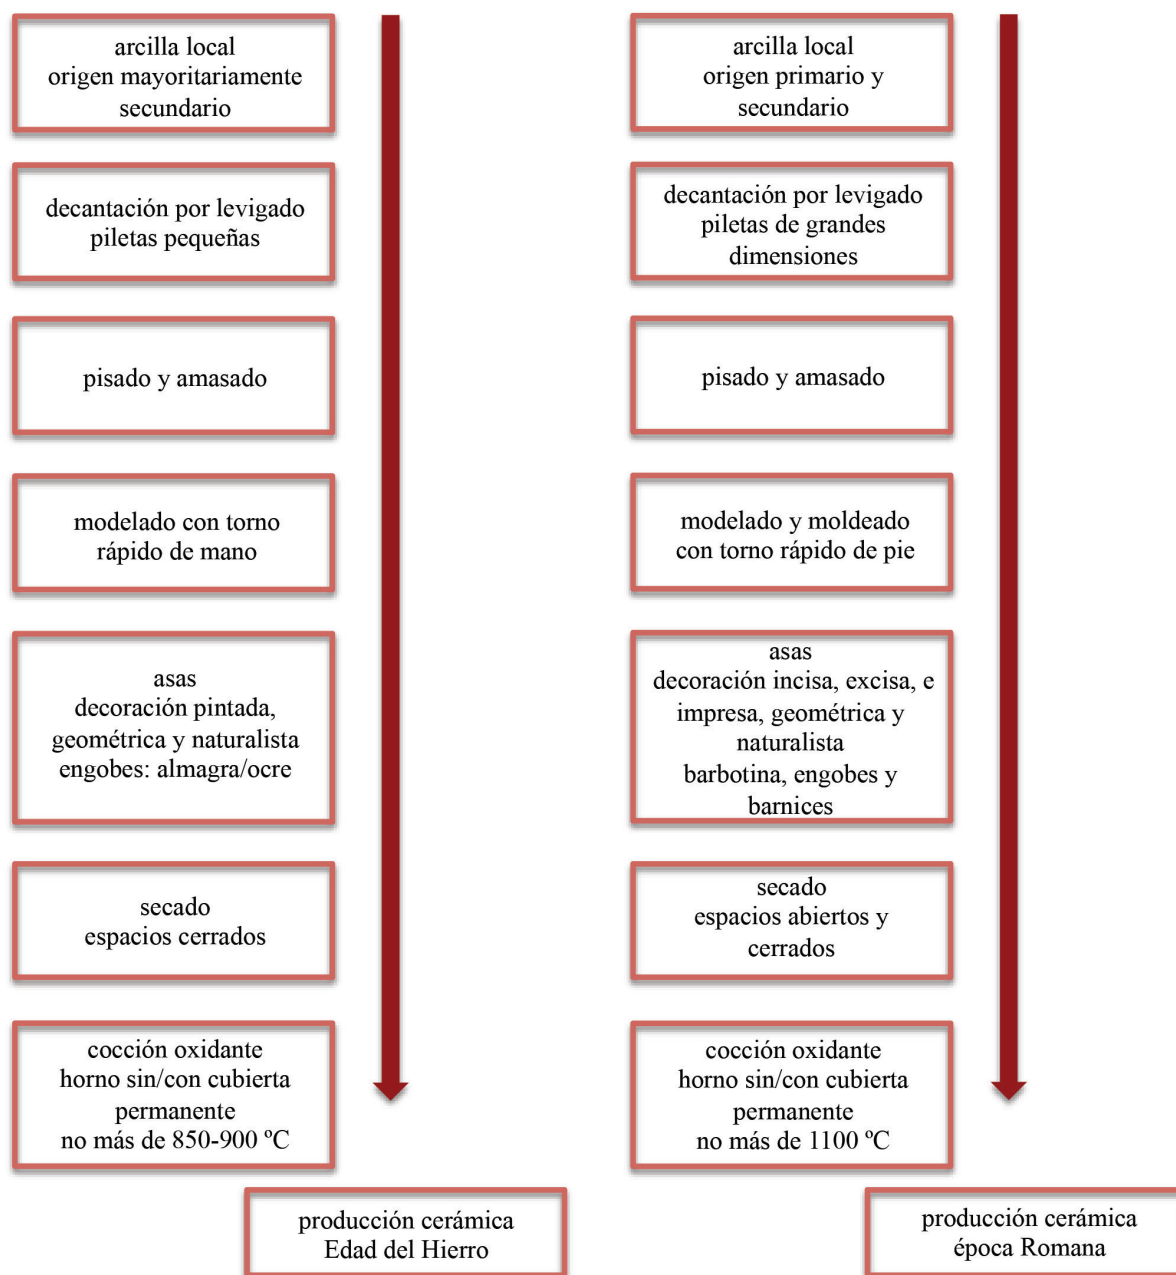 arcilla local
origen mayoritariamente
secundario
decantación por levigado
piletas pequeñas
pisado y amasado
modelado con torno
rápido de mano
asas
decoración pintada,
geométrica y naturalista
engobes: almagra/ocre
secado
espacios cerrados
cocción oxidante
horno sin/con cubierta
permanente
no más de 850-900 ºC
producción cerámica
Edad del Hierro
arcilla local
origen primario y
secundario
decantación por levigado
piletas de grandes
dimensiones
pisado y amasado
modelado y moldeado
con torno rápido de pie
asas
decoración incisa, excisa, e
impresa, geométrica y
naturalista
barbotina, engobes y
barnices
secado
espacios abiertos y
cerrados
cocción oxidante
horno sin/con cubierta
permanente
no más de 1100 ºC
producción cerámica
época Romana